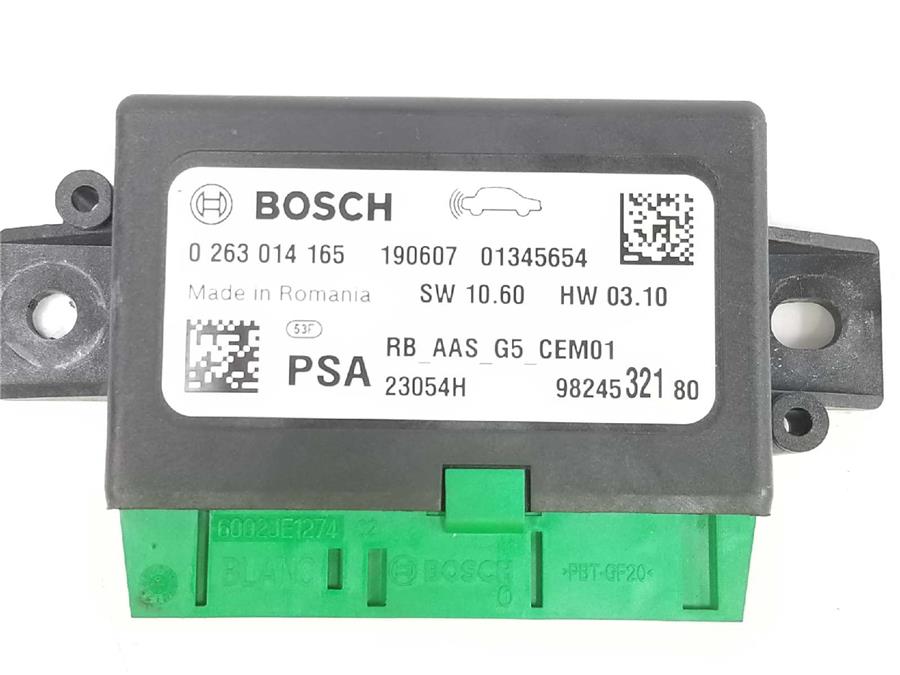 BOSCH
0 263 014 165 190607 01345654
Made in Romania SW 10.60 HW 03.10
53F
PSA RB_AAS_G5_CEM01
23054H 98245 321 80
6002JE1274 C2
BLANC BOSCH >PBT-GF20<
0